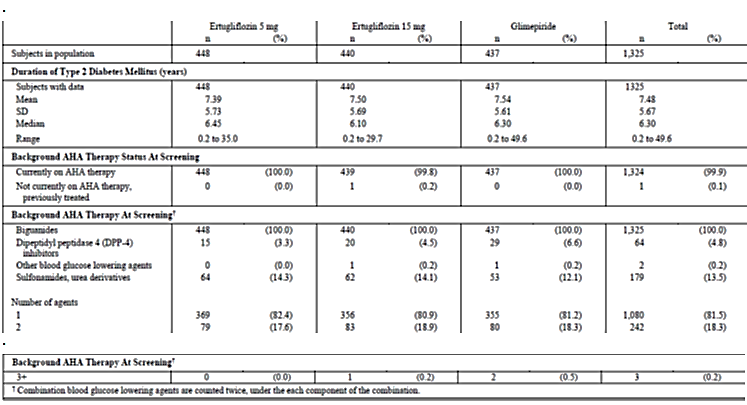 Ertugliflozin 5 mg Ertugliflozin 15 mg Glimepiride Total
n (%) n (%) n (%) n (%)
Subjects in population 448 440 437 1,325
Duration of Type 2 Diabetes Mellitus (years)
Subjects with data 448 440 437 1325
Mean 7.39 7.50 7.54 7.48
SD 5.73 5.69 5.61 5.67
Median 6.45 6.10 6.30 6.30
Range 0.2 to 35.0 0.2 to 29.7 0.2 to 49.6 0.2 to 49.6
Background AHA Therapy Status At Screening
Currently on AHA therapy 448 (100.0) 439 (99.8) 437 (100.0) 1,324 (99.9)
Not currently on AHA therapy, 0 (0.0) 1 (0.2) 0 (0.0) 1 (0.1)
previously treated
Background AHA Therapy At Screening†
Biguanides 448 (100.0) 440 (100.0) 437 (100.0) 1,325 (100.0)
Dipeptidyl peptidase 4 (DPP-4) 15 (3.3) 20 (4.5) 29 (6.6) 64 (4.8)
inhibitors
Other blood glucose lowering agents 0 (0.0) 1 (0.2) 1 (0.2) 2 (0.2)
Sulfonamides, urea derivatives 64 (14.3) 62 (14.1) 53 (12.1) 179 (13.5)
Number of agents
1 369 (82.4) 356 (80.9) 355 (81.2) 1,080 (81.5)
2 79 (17.6) 83 (18.9) 80 (18.3) 242 (18.3)
Background AHA Therapy At Screening†
3+ 0 (0.0) 1 (0.2) 2 (0.5) 3 (0.2)
† Combination blood glucose lowering agents are counted twice, under the each component of the combination.